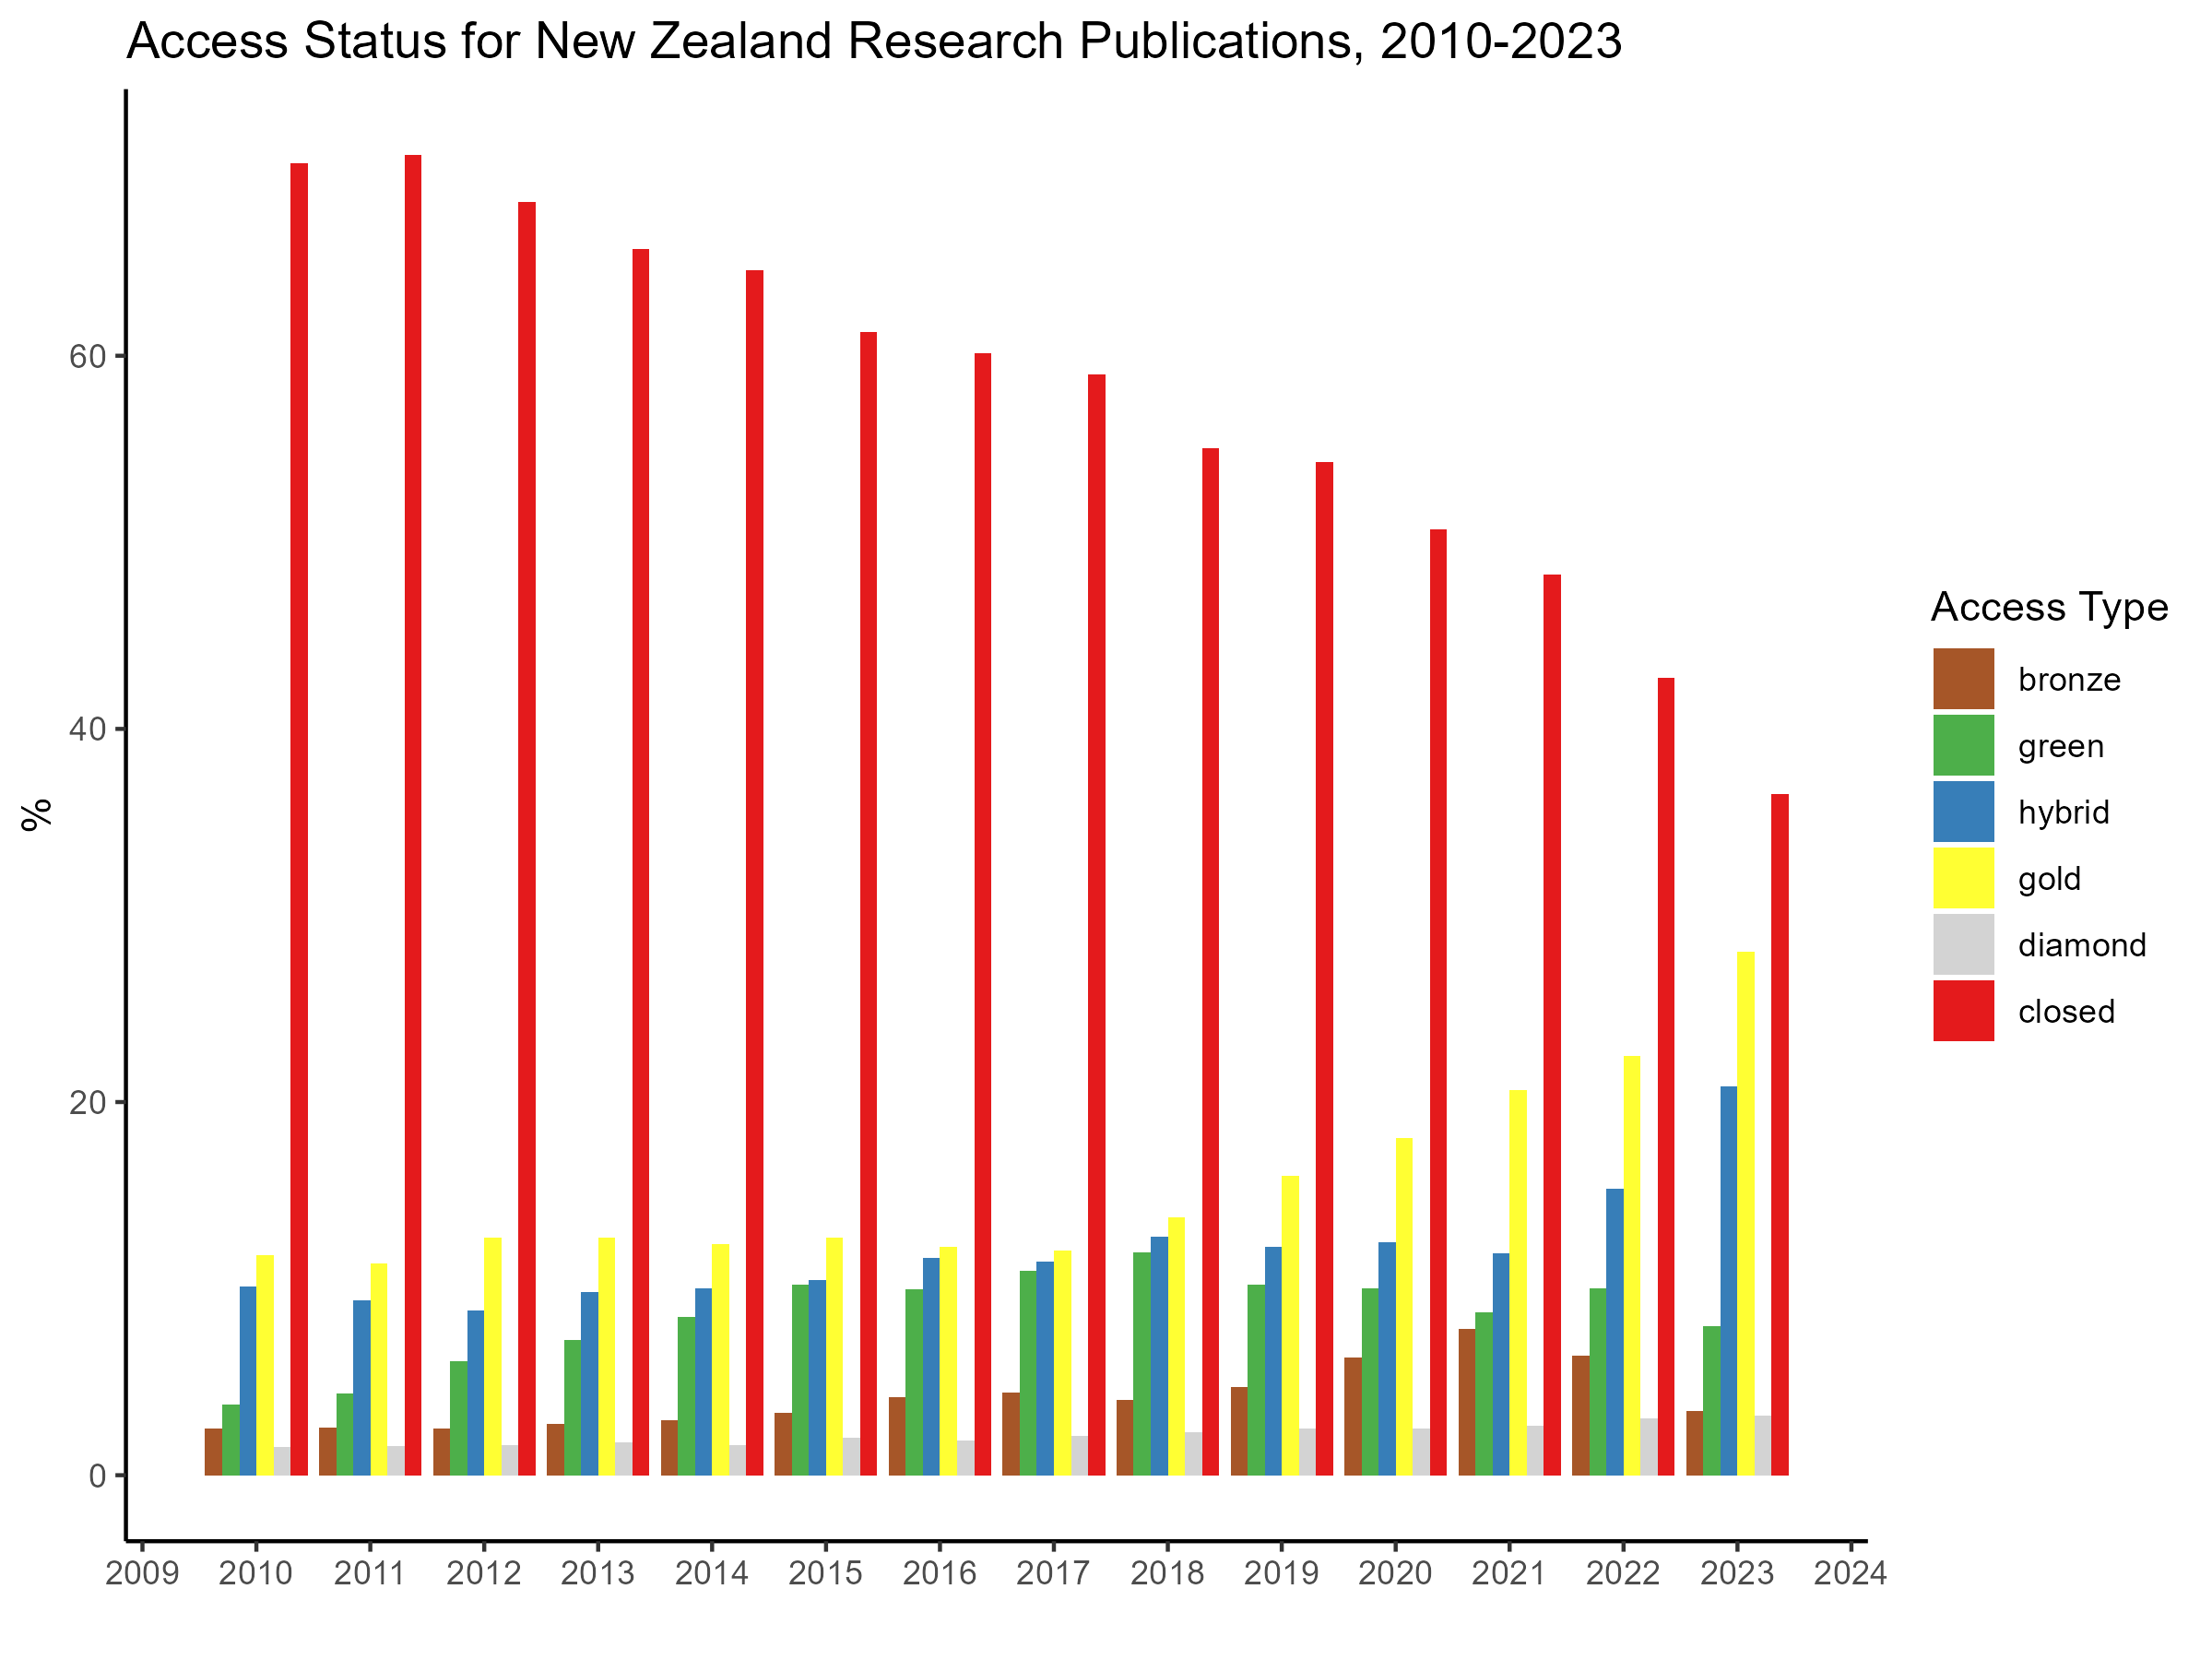 Access Status for New Zealand Research Publications, 2010-2023
%
60
40
20
0
2009 2010 2011 2012 2013 2014 2015 2016 2017 2018 2019 2020 2021 2022 2023 2024
Access Type
bronze
green
hybrid
gold
diamond
closed